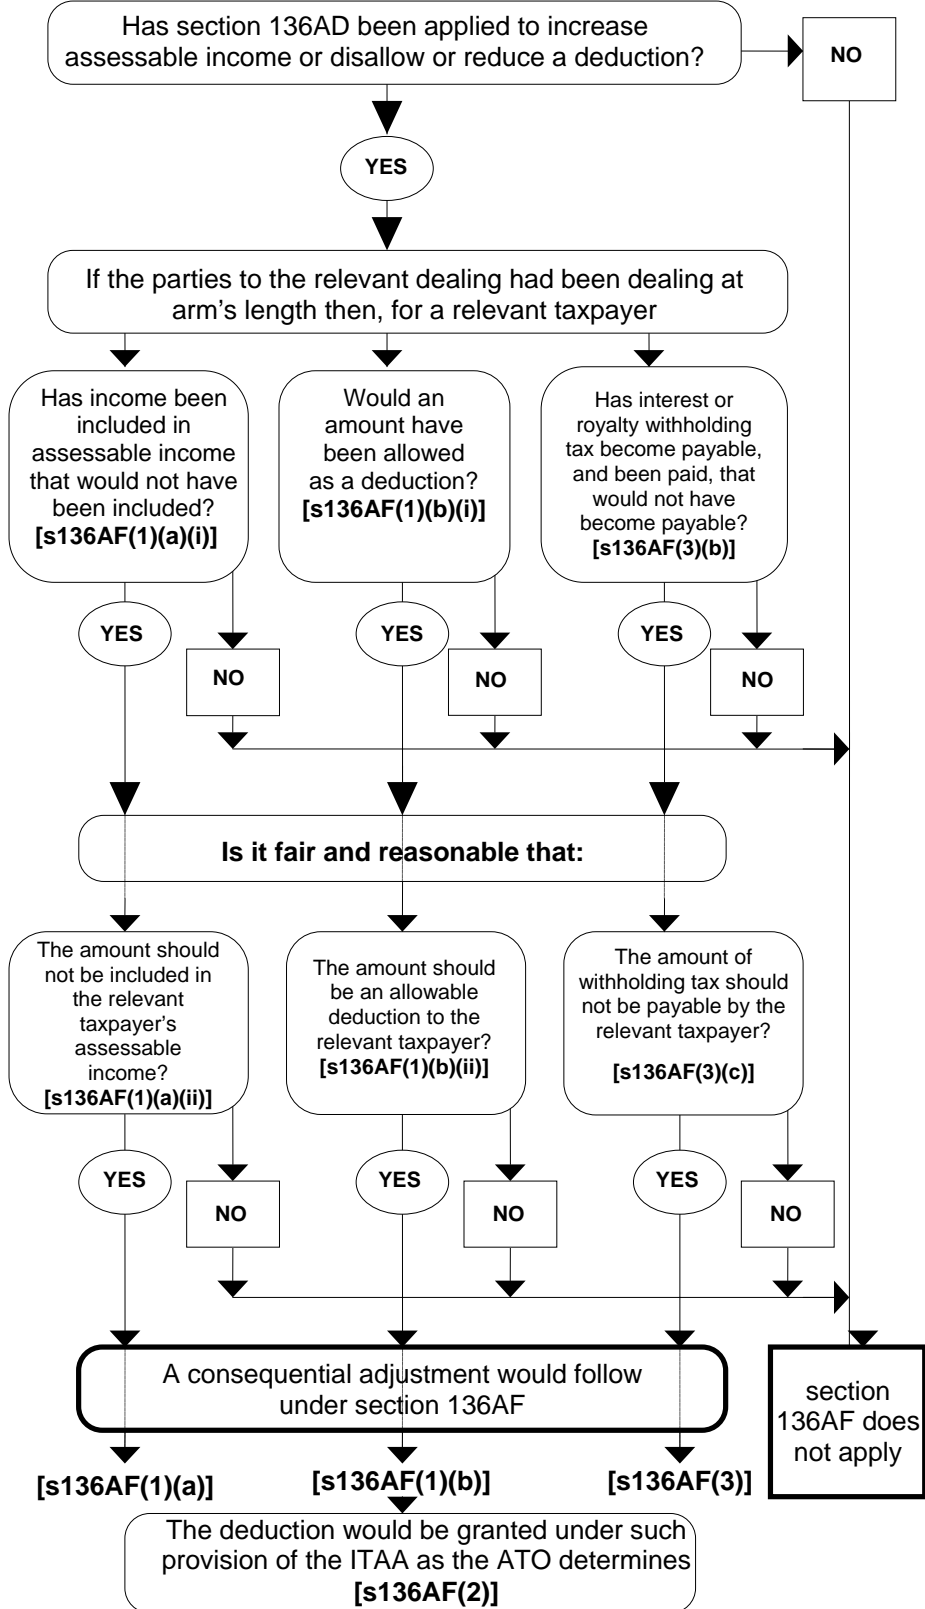 Has section 136AD been applied to increase
assessable income or disallow or reduce a deduction?
NO
YES
If the parties to the relevant dealing had been dealing at
arm's length then, for a relevant taxpayer
Has income been
included in
assessable income
that would not have
been included?
[s136AF(1)(a)(i)]
Would an
amount have
been allowed
as a deduction?
[s136AF(1)(b)(i)]
Has interest or
royalty withholding
tax become payable,
and been paid, that
would not have
become payable?
[s136AF(3)(b)]
YES
NO
YES
NO
YES
NO
Is it fair and reasonable that:
The amount should
not be included in
the relevant
taxpayer's
assessable
income?
[s136AF(1)(a)(ii)]
The amount should
be an allowable
deduction to the
relevant taxpayer?
[s136AF(1)(b)(ii)]
The amount of
withholding tax should
not be payable by the
relevant taxpayer?
[s136AF(3)(c)]
YES
NO
YES
NO
YES
NO
A consequential adjustment would follow
under section 136AF
section
136AF does
not apply
[s136AF(1)(a)]
[s136AF(1)(b)]
[s136AF(3)]
The deduction would be granted under such
provision of the ITAA as the ATO determines
[s136AF(2)]